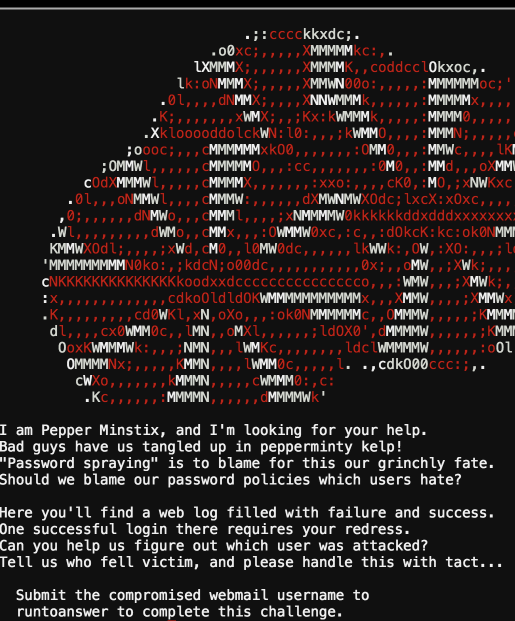 I am Pepper Minstix, and I'm looking for your help.
Bad guys have us tangled up in pepperminty kelp!
"Password spraying" is to blame for this our grinchly fate.
Should we blame our password policies which users hate?
Here you'll find a web log filled with failure and success.
One successful login there requires your redress.
Can you help us figure out which user was attacked?
Tell us who fell victim, and please handle this with tact...
Submit the compromised webmail username to
runtoanswer to complete this challenge.